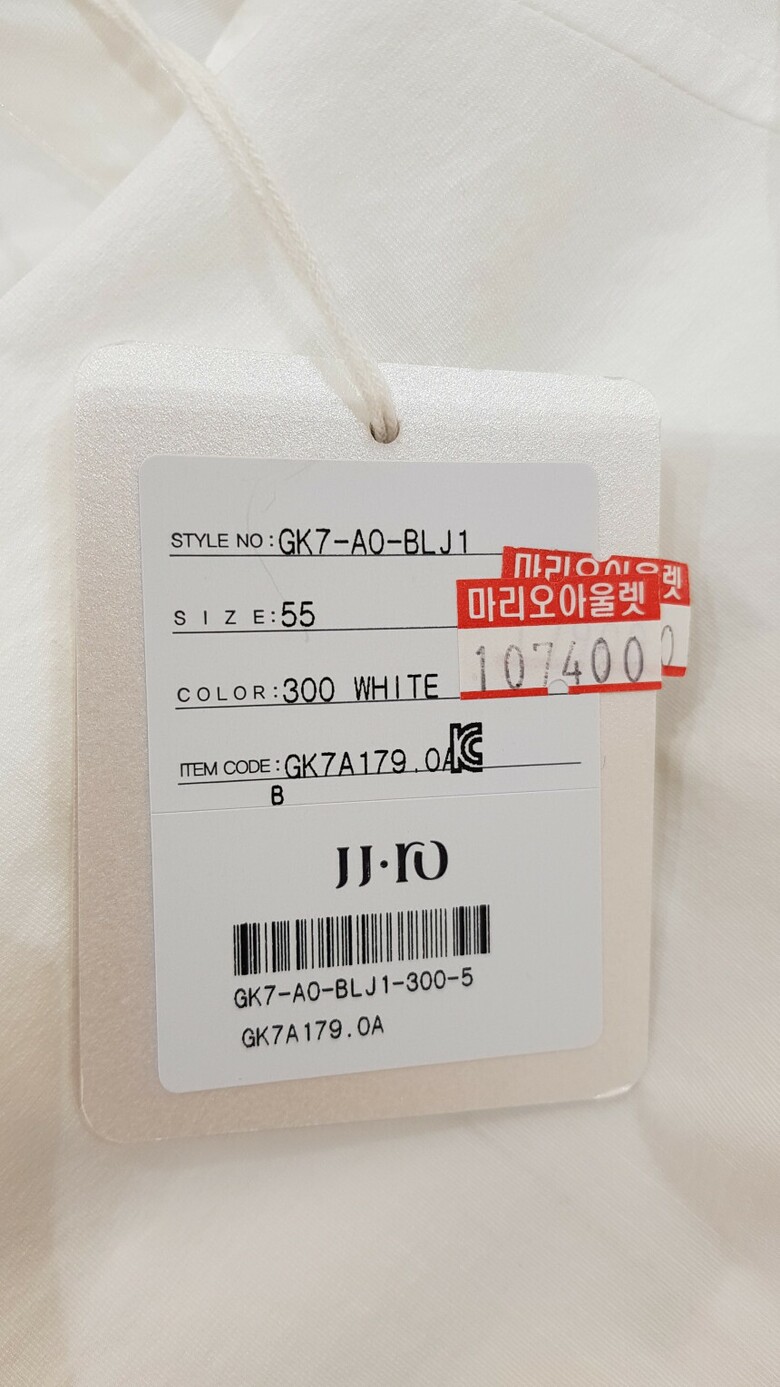 STYLE NO : GK7-A0-BLJ1
마리오아울렛
SIZE: 55
마리오아울렛
107400
0
COLOR: 300 WHITE
ITEM CODE : GK7A179.0A
B
JJ·rO
GK7-A0-BLJ1-300-5
GK7A179.0A